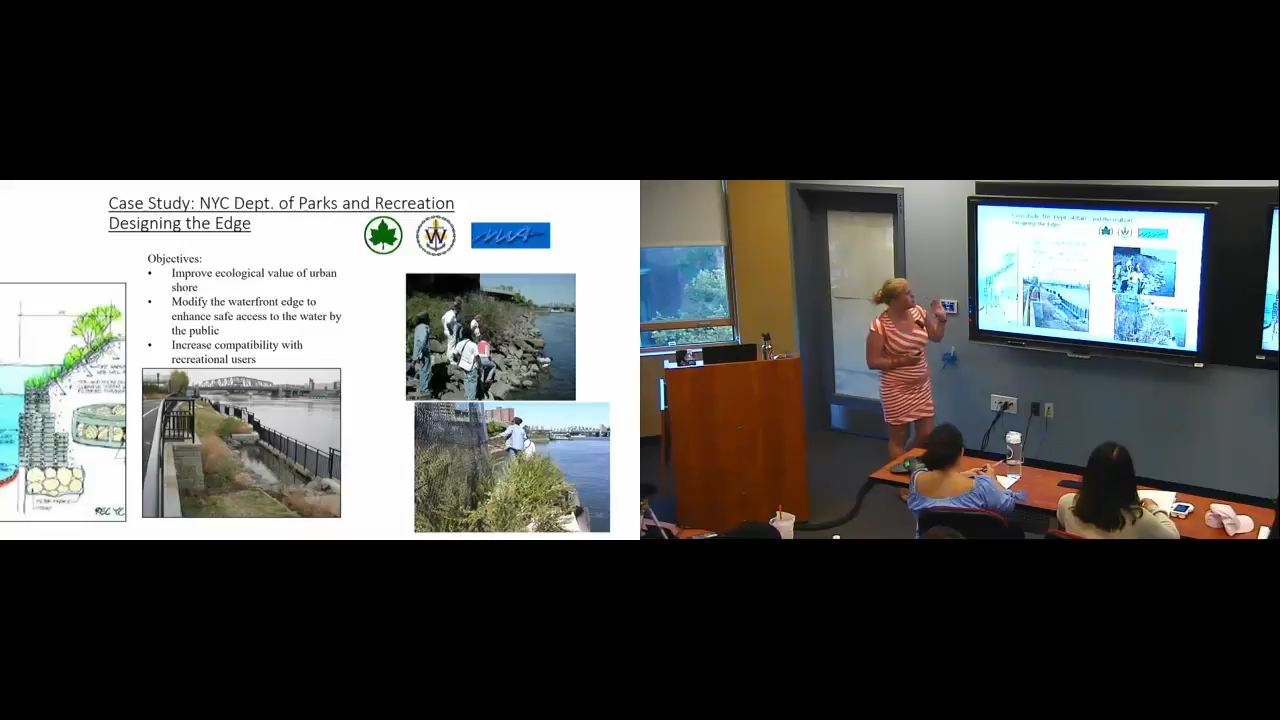 Case Study: NYC Dept. of Parks and Recreation
Designing the Edge
Objectives:
• Improve ecological value of urban
shore
• Modify the waterfront edge to
enhance safe access to the water by
the public
• Increase compatibility with
recreational users
MWA